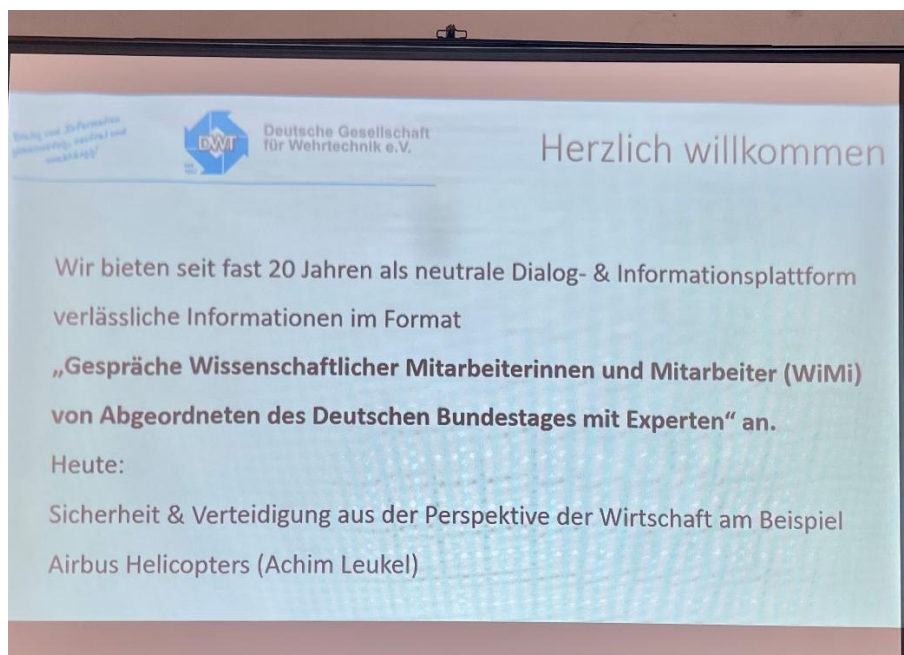 DWT
Deutsche Gesellschaft
für Wehrtechnik e.V.
Herzlich willkommen
Wir bieten seit fast 20 Jahren als neutrale Dialog- & Informationsplattform
verlässliche Informationen im Format
„Gespräche Wissenschaftlicher Mitarbeiterinnen und Mitarbeiter (WiMi)
von Abgeordneten des Deutschen Bundestages mit Experten“ an.
Heute:
Sicherheit & Verteidigung aus der Perspektive der Wirtschaft am Beispiel
Airbus Helicopters (Achim Leukel)